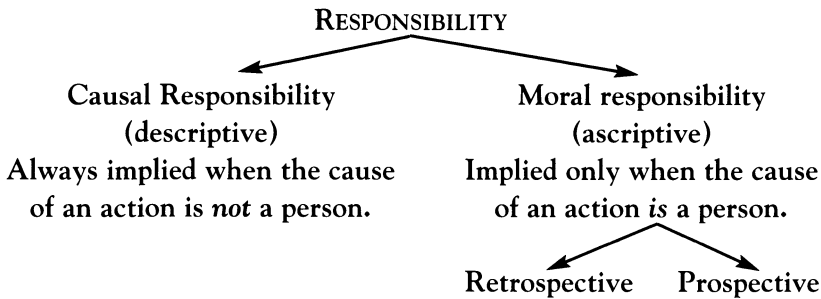 RESPONSIBILITY
Causal Responsibility
(descriptive)
Always implied when the cause
of an action is not a person.
Moral responsibility
(ascriptive)
Implied only when the cause
of an action is a person.
Retrospective
Prospective